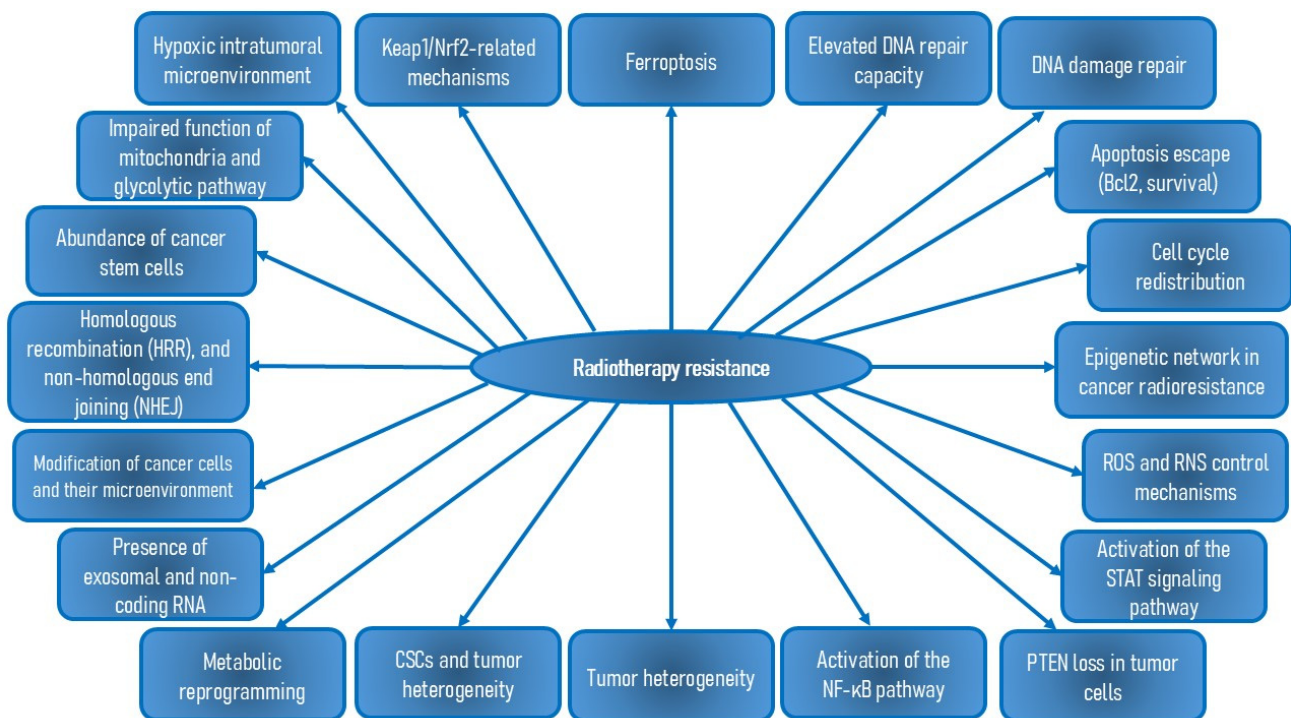 Hypoxic intratumoral
microenvironment
Keap1/Nrf2-related
mechanisms
Ferroptosis
Elevated DNA repair
capacity
DNA damage repair
Impaired function of
mitochondria and
glycolytic pathway
Apoptosis escape
(Bcl2, survival)
Abundance of cancer
stem cells
Cell cycle
redistribution
Homologous
recombination (HRR), and
non-homologous end
joining (NHEJ)
Radiotherapy resistance
Epigenetic network in
cancer radioresistance
Modification of cancer cells
and their microenvironment
ROS and RNS control
mechanisms
Presence of
exosomal and non-
coding RNA
Activation of the
STAT signaling
pathway
Metabolic
reprogramming
CSCs and tumor
heterogeneity
Tumor heterogeneity
Activation of the
NF-κB pathway
PTEN loss in tumor
cells